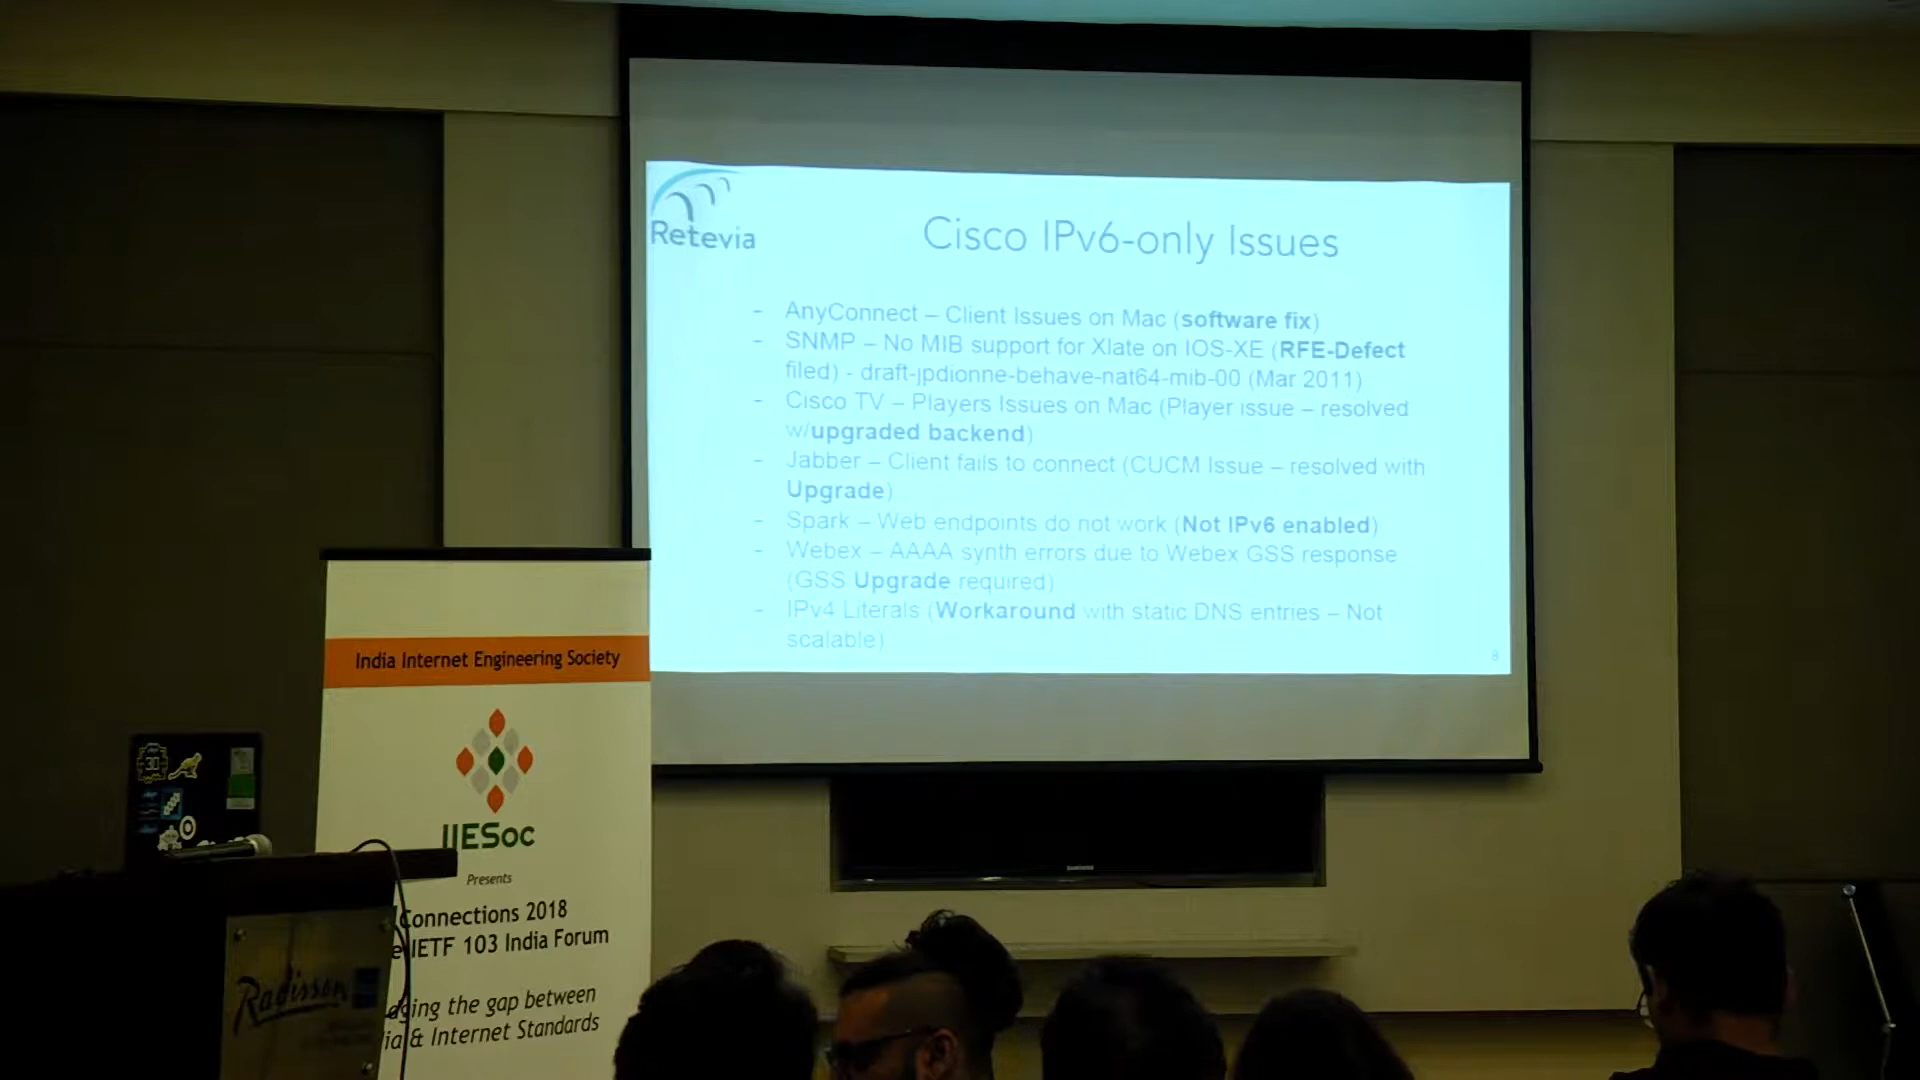 Retevia
Cisco IPv6-only Issues
- AnyConnect – Client Issues on Mac (software fix)
- SNMP – No MIB support for Xlate on IOS-XE (RFE-Defect
filed) - draft-jpdionne-behave-nat64-mib-00 (Mar 2011)
- Cisco TV – Players Issues on Mac (Player issue – resolved
w/upgraded backend)
- Jabber – Client fails to connect (CUCM Issue – resolved with
Upgrade)
- Spark – Web endpoints do not work (Not IPv6 enabled)
- Webex – AAAA synth errors due to Webex GSS response
(GSS Upgrade required)
- IPv4 Literals (Workaround with static DNS entries – Not
scalable)
8
India Internet Engineering Society
IIESoc
Presents
Connections 2018
IETF 103 India Forum
the gap between
& Internet Standards
Radisson
SAMSUNG
30